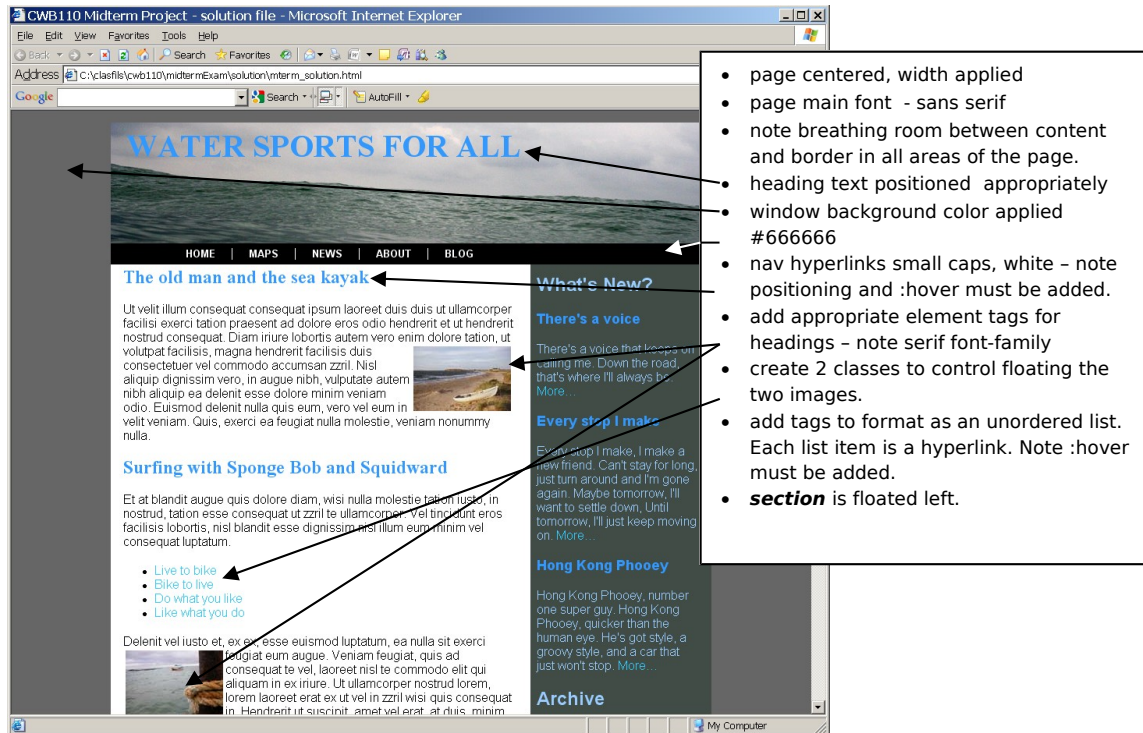 CWB110 Midterm Project - solution file - Microsoft Internet Explorer
File Edit View Favorites Tools Help
Back Search Favorites
Address C:\clasfils\cwb110\midtermExam\solution\mterm_solution.html
Google Search AutoFill
WATER SPORTS FOR ALL
HOME | MAPS | NEWS | ABOUT | BLOG
The old man and the sea kayak
Ut velit illum consequat consequat ipsum laoreet duis duis ut ullamcorper
facilisi exerci tation praesent ad dolore eros odio hendrerit et ut hendrerit
nostrud consequat. Diam iriure lobortis autem vero enim dolore tation, ut
volutpat facilisis, magna hendrerit facilisis duis
consectetuer vel commodo accumsan zzril. Nisl
aliquip dignissim vero, in augue nibh, vulputate autem
nibh aliquip ea delenit esse dolore minim veniam
odio. Euismod delenit nulla quis eum, vero vel eum in
velit veniam. Quis, exerci ea feugiat nulla molestie, veniam nonummy
nulla.
Surfing with Sponge Bob and Squidward
Et at blandit augue quis dolore diam, wisi nulla molestie tation iusto, in
nostrud, tation esse consequat ut zzril te ullamcorper. Vel tincidunt eros
facilisis lobortis, nisl blandit esse dignissim nisl illum eum minim vel
consequat luptatum.
• Live to bike
• Bike to live
• Do what you like
• Like what you do
Delenit vel iusto et, ex ex, esse euismod luptatum, ea nulla sit exerci
feugiat eum augue. Veniam feugiat, quis ad
consequat te vel, laoreet nisl te commodo elit qui
aliquam in ex iriure. Ut ullamcorper nostrud lorem,
lorem laoreet erat ex ut vel in zzril wisi quis consequat
in. Hendrerit ut suscipit, amet vel erat, at duis, minim
What's New?
There's a voice
There's a voice that keeps on
calling me. Down the road,
that's where I'll always be.
More...
Every stop I make
Every stop I make, I make a
new friend. Can't stay for long,
just turn around and I'm gone
again. Maybe tomorrow, I'll
want to settle down, Until
tomorrow, I'll just keep moving
on. More...
Hong Kong Phooey
Hong Kong Phooey, number
one super guy. Hong Kong
Phooey, quicker than the
human eye. He's got style, a
groovy style, and a car that
just won't stop. More...
Archive
My Computer
• page centered, width applied
• page main font - sans serif
• note breathing room between content
and border in all areas of the page.
• heading text positioned appropriately
• window background color applied
#666666
• nav hyperlinks small caps, white – note
positioning and :hover must be added.
• add appropriate element tags for
headings – note serif font-family
• create 2 classes to control floating the
two images.
• add tags to format as an unordered list.
Each list item is a hyperlink. Note :hover
must be added.
• section is floated left.